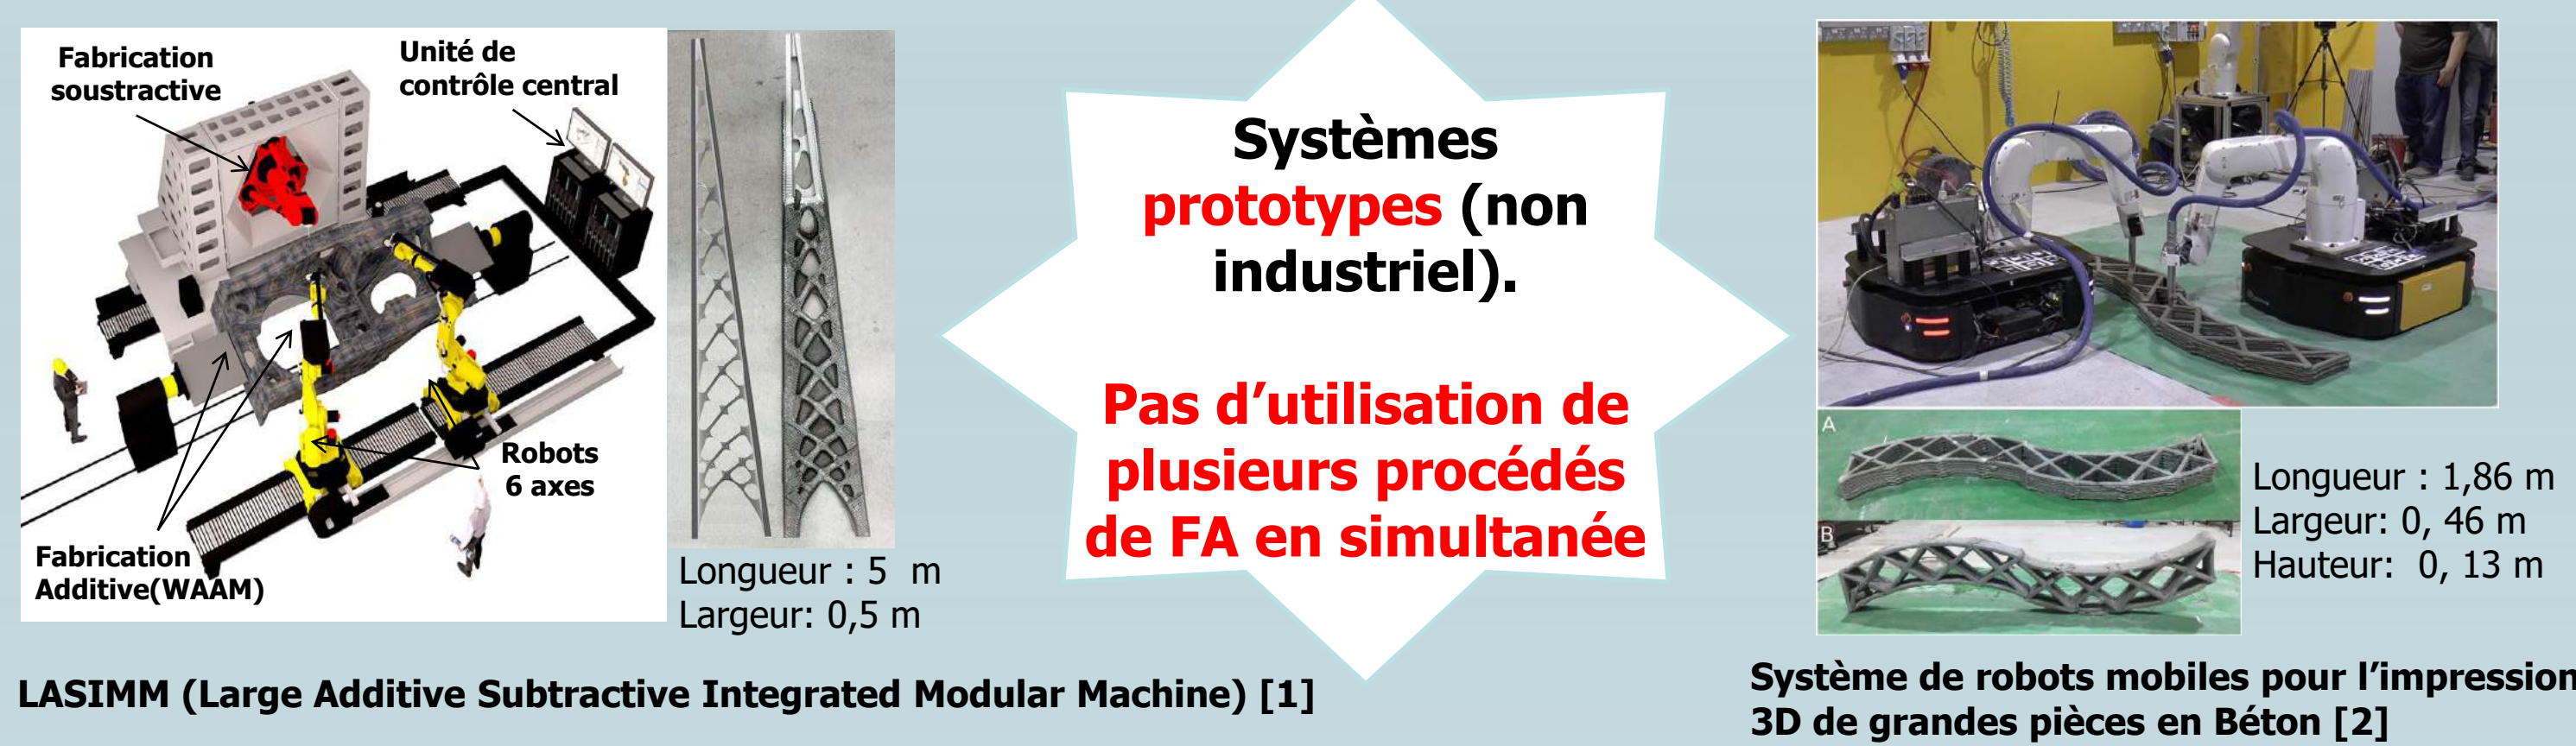 Fabrication
soustractive
Unité de
contrôle central
Robots
6 axes
Fabrication
Additive(WAAM)
Longueur : 5 m
Largeur: 0,5 m
LASIMM (Large Additive Subtractive Integrated Modular Machine) [1]
Systèmes
prototypes (non
industriel).
Pas d’utilisation de
plusieurs procédés
de FA en simultanée
A
B
Longueur : 1,86 m
Largeur: 0, 46 m
Hauteur: 0, 13 m
Système de robots mobiles pour l’impression
3D de grandes pièces en Béton [2]